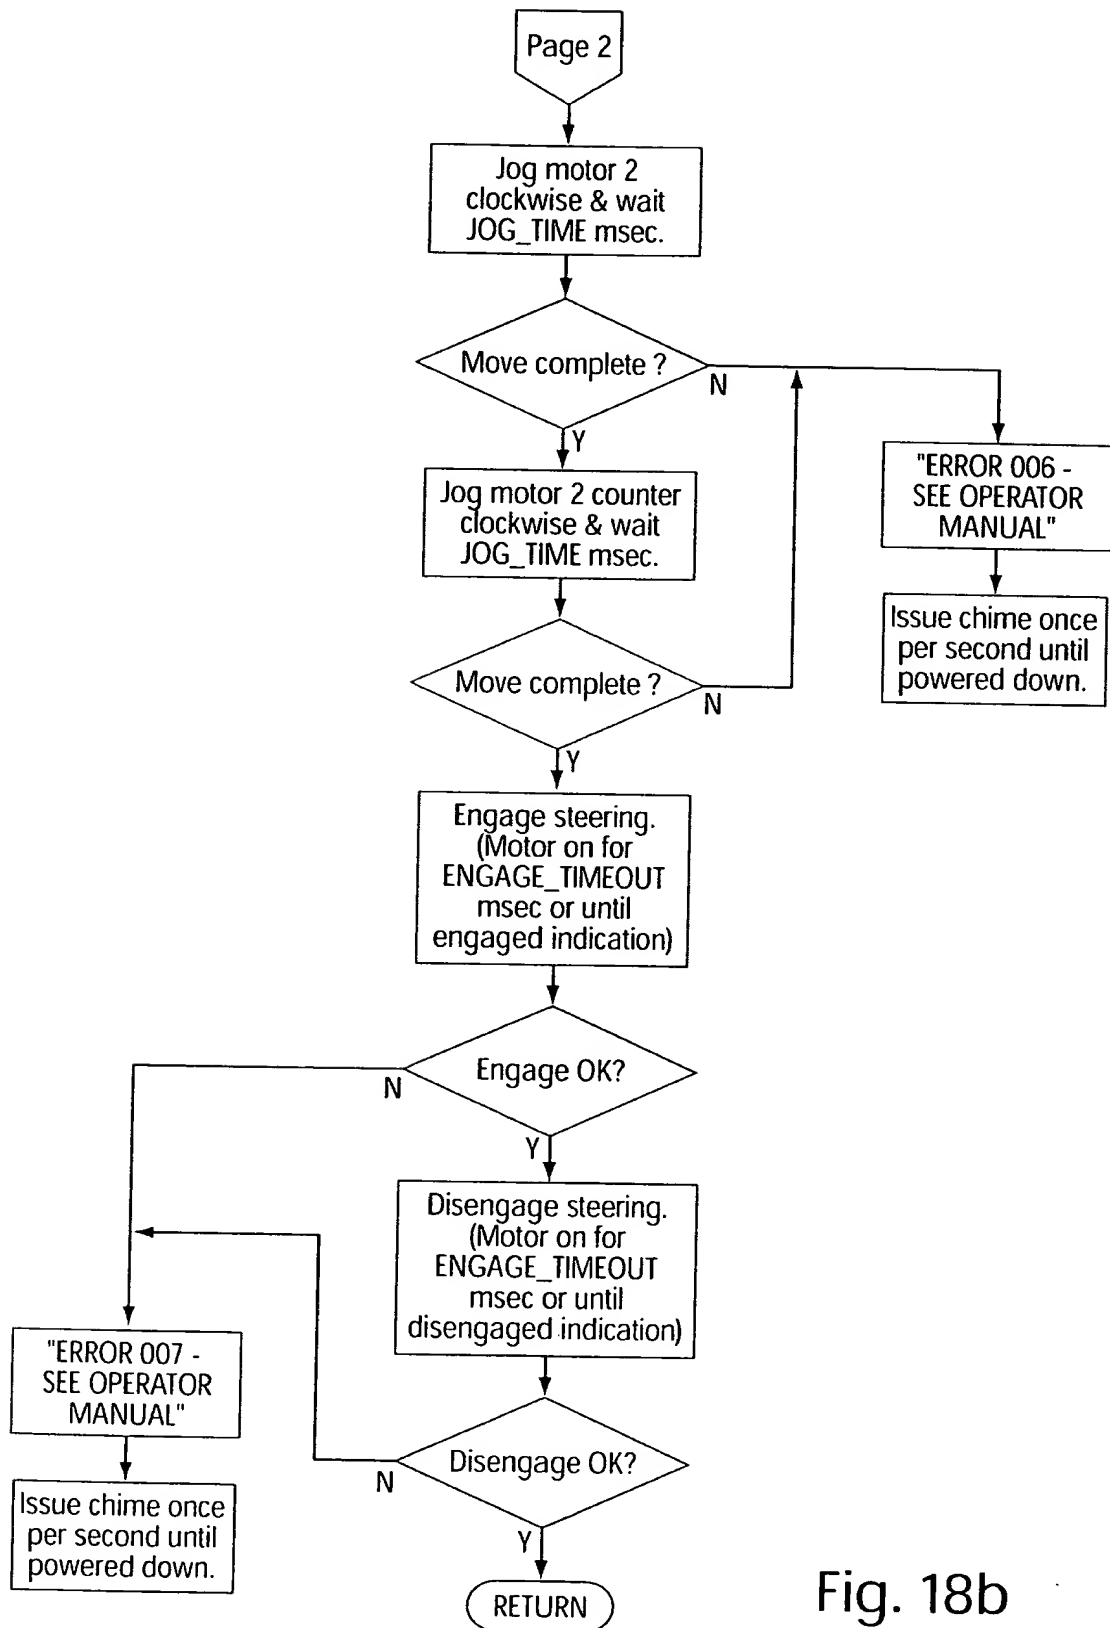 Page 2
Jog motor 2
clockwise & wait
JOG_TIME msec.
Move complete ?
N
Y
"ERROR 006 -
SEE OPERATOR
MANUAL"
Jog motor 2 counter
clockwise & wait
JOG_TIME msec.
Issue chime once
per second until
powered down.
Move complete ?
N
Y
Engage steering.
(Motor on for
ENGAGE_TIMEOUT
msec or until
engaged indication)
Engage OK?
N
Y
Disengage steering.
(Motor on for
ENGAGE_TIMEOUT
msec or until
disengaged indication)
"ERROR 007 -
SEE OPERATOR
MANUAL"
Disengage OK?
N
Issue chime once
per second until
powered down.
Y
RETURN
Fig. 18b